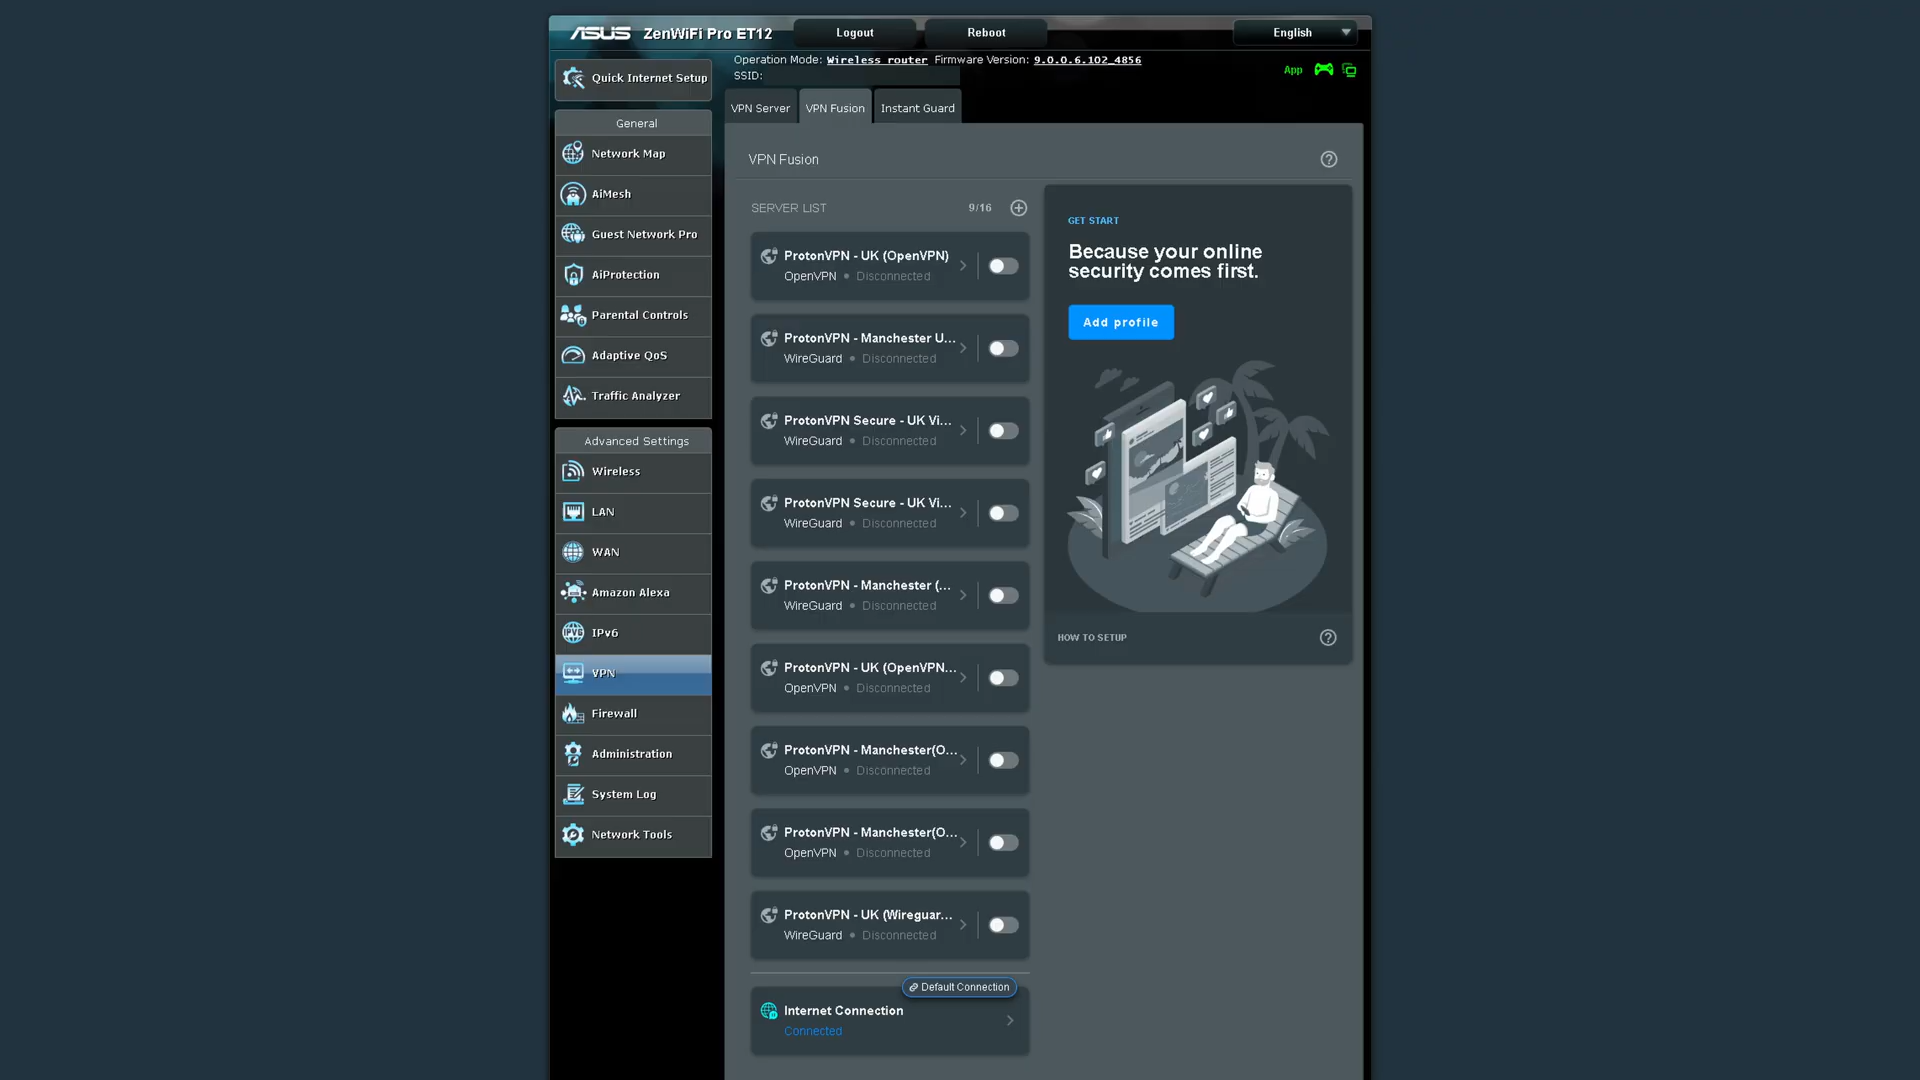 ASUS ZenWiFi Pro ET12 Logout Reboot English
Operation Mode: Wireless router Firmware Version: 9.0.0.6.102_4856
SSID:
App
Quick Internet Setup
General
Network Map
AiMesh
Guest Network Pro
AiProtection
Parental Controls
Adaptive QoS
Traffic Analyzer
Advanced Settings
Wireless
LAN
WAN
Amazon Alexa
IPv6
VPN
Firewall
Administration
System Log
Network Tools
VPN Server VPN Fusion Instant Guard
VPN Fusion
SERVER LIST 9/16
ProtonVPN - UK (OpenVPN)
OpenVPN • Disconnected
ProtonVPN - Manchester U...
WireGuard • Disconnected
ProtonVPN Secure - UK Vi...
WireGuard • Disconnected
ProtonVPN Secure - UK Vi...
WireGuard • Disconnected
ProtonVPN - Manchester (...
WireGuard • Disconnected
ProtonVPN - UK (OpenVPN...
OpenVPN • Disconnected
ProtonVPN - Manchester(O...
OpenVPN • Disconnected
ProtonVPN - Manchester(O...
OpenVPN • Disconnected
ProtonVPN - UK (Wireguar...
WireGuard • Disconnected
Default Connection
Internet Connection
Connected
GET START
Because your online
security comes first.
Add profile
HOW TO SETUP